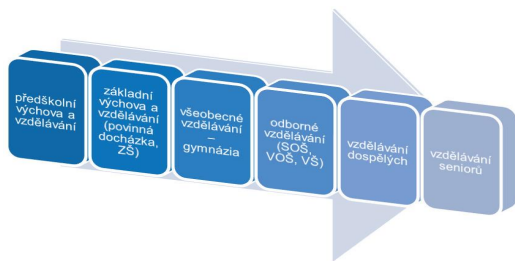 předškolní
výchova a
vzdělávání
základní
výchova a
vzdělávání
(povinná
docházka,
ZŠ)
všeobecné
vzdělávání
–
gymnázia
odborné
vzdělávání
(SOŠ,
VOŠ, VŠ)
vzdělávání
dospělých
vzdělávání
seniorů